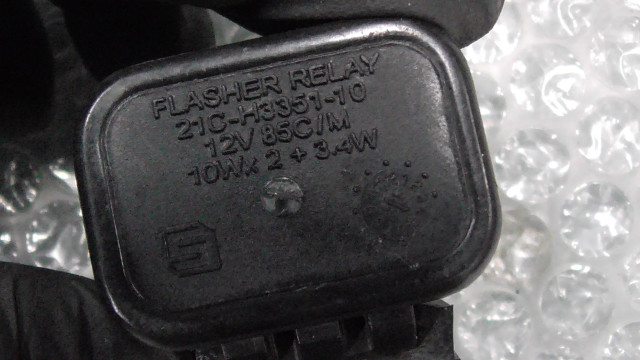 FLASHER RELAY
21C-H3351-10
12V 85C/M
10W× 2 + 3.4W